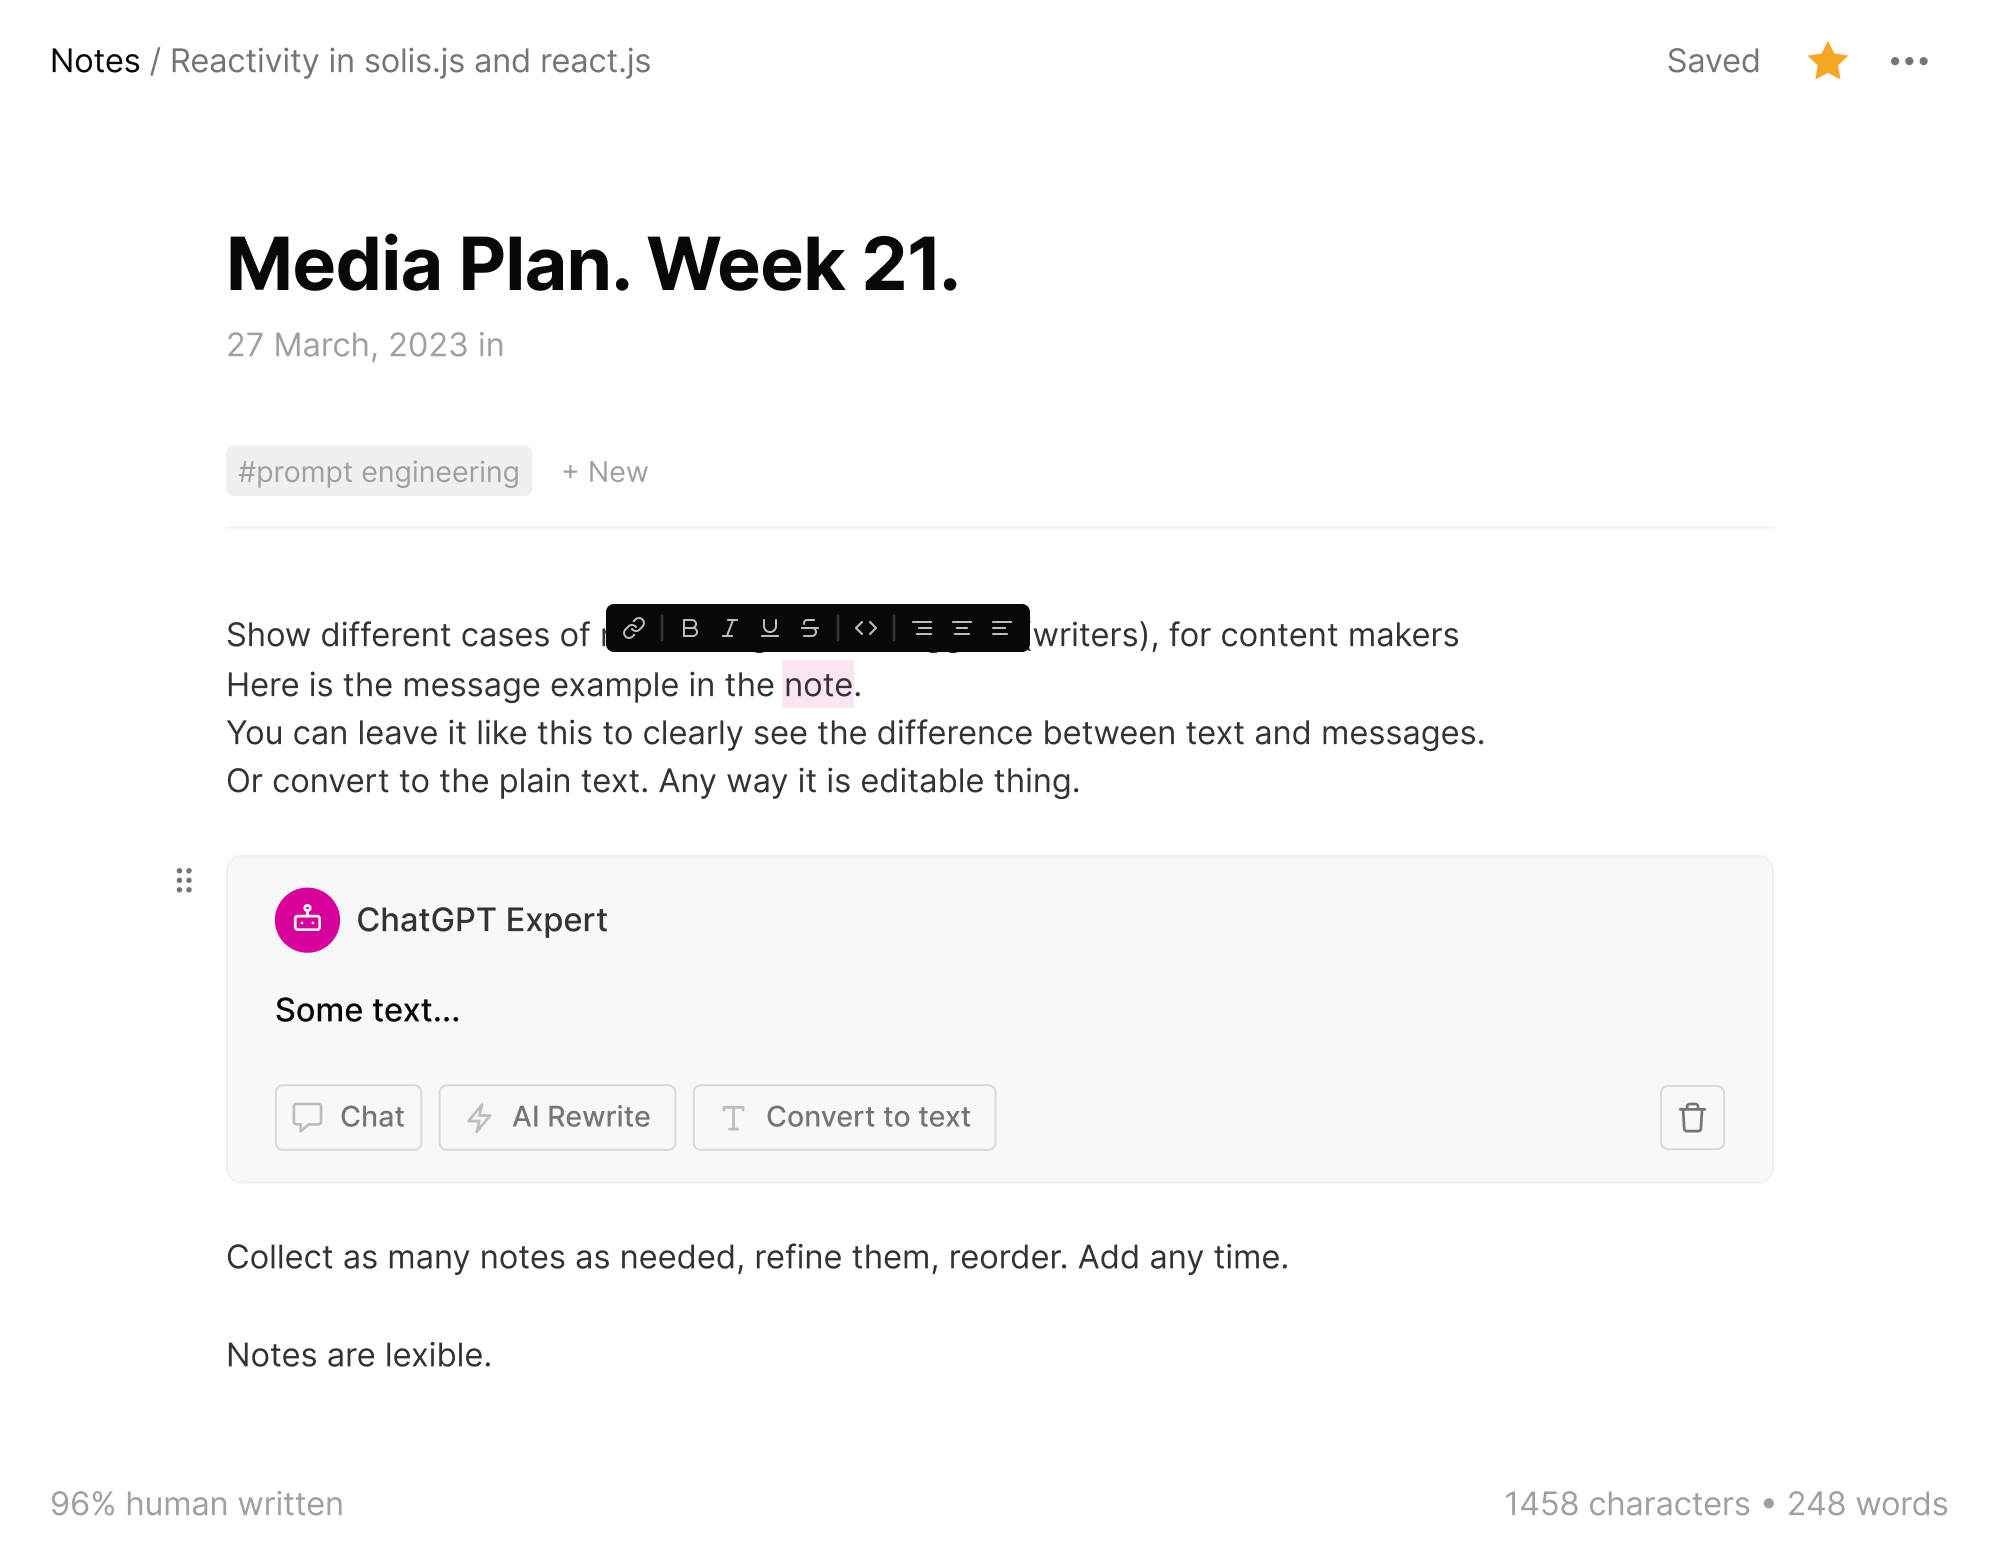 Notes / Reactivity in solis.js and react.js
Saved
Media Plan. Week 21.
27 March, 2023 in
#prompt engineering
+ New
Show different cases of (writers), for content makers
Here is the message example in the note.
You can leave it like this to clearly see the difference between text and messages.
Or convert to the plain text. Any way it is editable thing.
ChatGPT Expert
Some text...
Chat
AI Rewrite
Convert to text
Collect as many notes as needed, refine them, reorder. Add any time.
Notes are lexible.
96% human written
1458 characters • 248 words